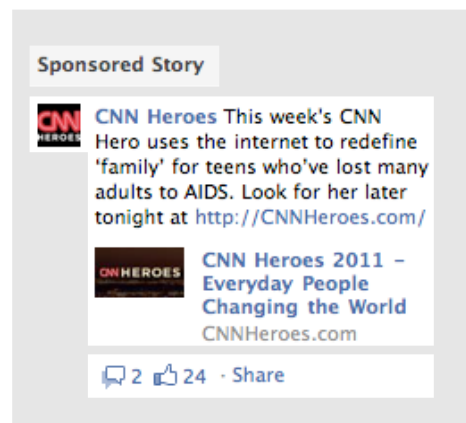 Sponsored Story
CNN
HEROES
CNN Heroes This week's CNN
Hero uses the internet to redefine
'family' for teens who've lost many
adults to AIDS. Look for her later
tonight at http://CNNHeroes.com/
CNN HEROES
CNN Heroes 2011 –
Everyday People
Changing the World
CNNHeroes.com
2 24 · Share